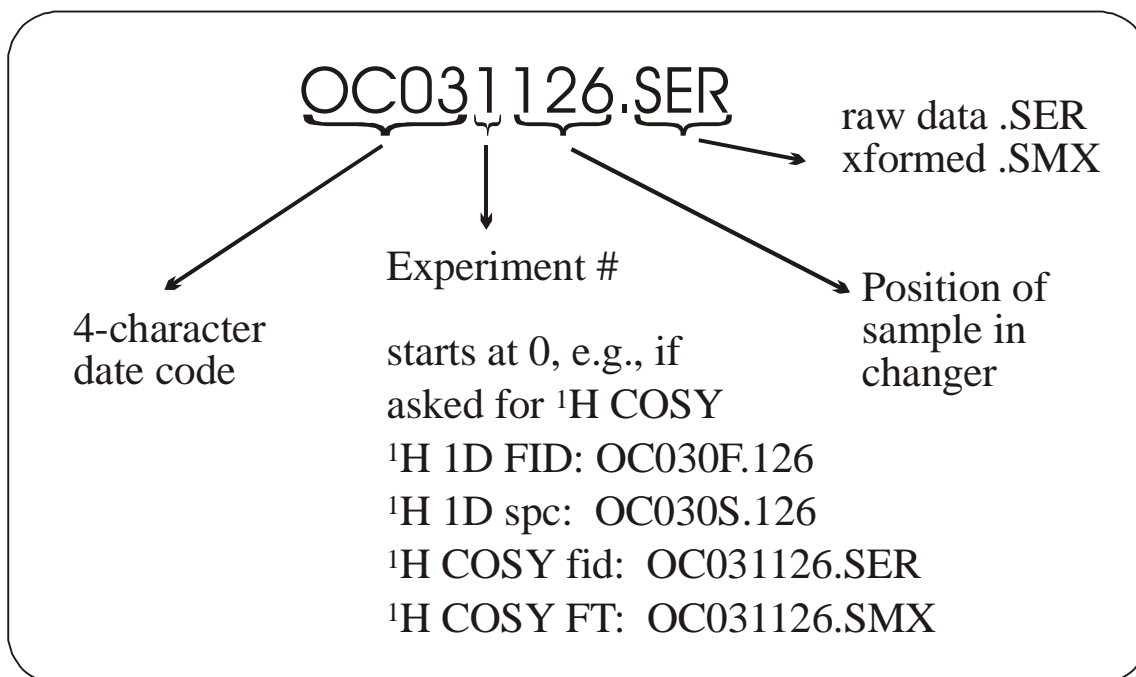 OC031126.SER
raw data .SER
xformed .SMX
4-character
date code
Experiment #
starts at 0, e.g., if
asked for ¹H COSY
¹H 1D FID: OC030F.126
¹H 1D spc: OC030S.126
¹H COSY fid: OC031126.SER
¹H COSY FT: OC031126.SMX
Position of
sample in
changer